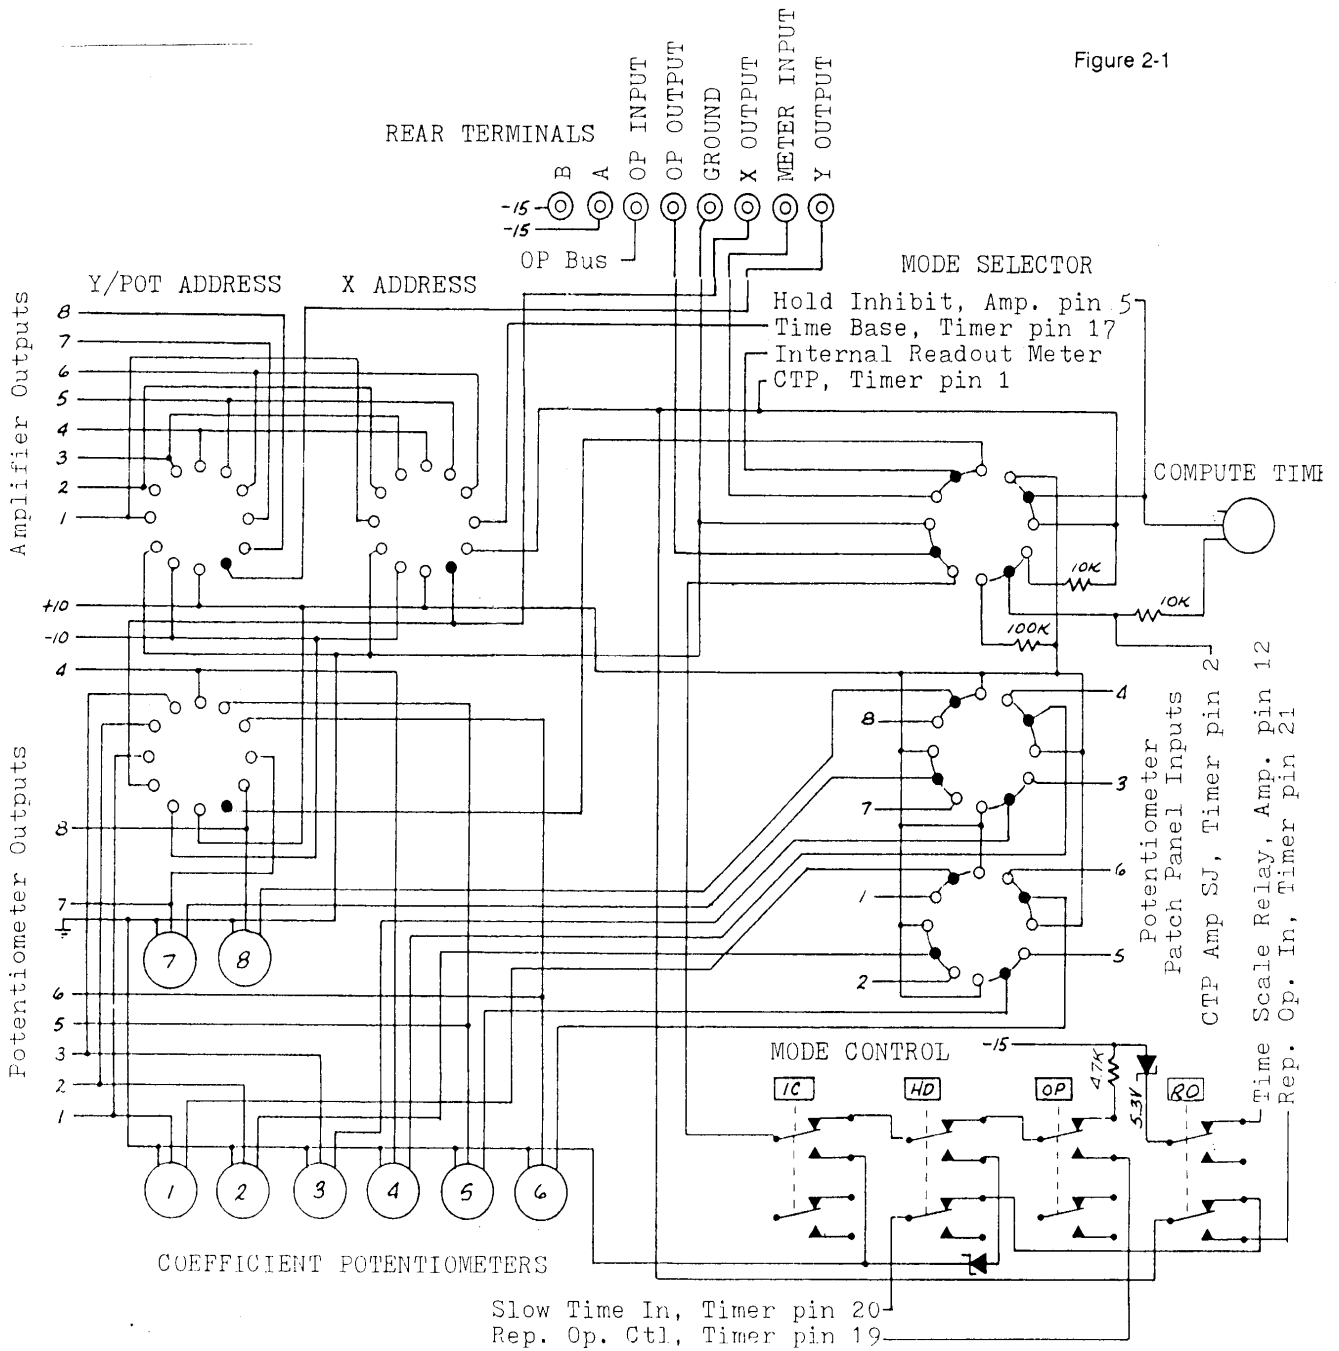 Figure 2-1
REAR TERMINALS
B
A
OP INPUT
OP OUTPUT
GROUND
X OUTPUT
METER INPUT
Y OUTPUT
-15
-15
OP Bus
Y/POT ADDRESS
X ADDRESS
MODE SELECTOR
Hold Inhibit, Amp. pin 5
Time Base, Timer pin 17
Internal Readout Meter
CTP, Timer pin 1
Amplifier Outputs
8
7
6
5
4
3
2
1
+10
-10
4
COMPUTE TIME
10K
10K
100K
Potentiometer Outputs
8
7
6
5
3
2
1
8
7
1
2
4
3
6
5
Potentiometer
Patch Panel Inputs
CTP Amp SJ, Timer pin 2
Time Scale Relay, Amp. pin 12
Rep. Op. In, Timer pin 21
7
8
1
2
3
4
5
6
COEFFICIENT POTENTIOMETERS
MODE CONTROL
-15
4.7K
5.3V
IC
HD
OP
RO
Slow Time In, Timer pin 20
Rep. Op. Ctl, Timer pin 19